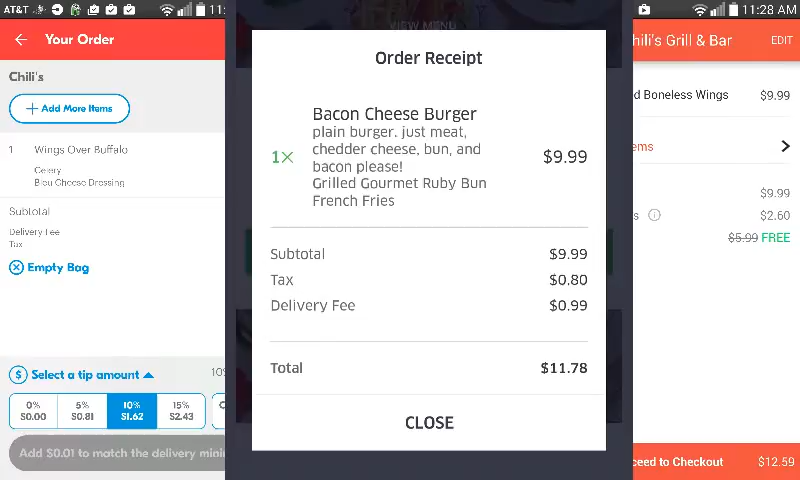 AT&T
11:
Your Order
Chili's
+ Add More Items
1 Wings Over Buffalo
Celery
Bleu Cheese Dressing
Subtotal
Delivery Fee
Tax
Empty Bag
$ Select a tip amount
10%
0% 5% 10% 15%
$0.00 $0.81 $1.62 $2.43
Add $0.01 to match the delivery mini
VIEW MENU
Order Receipt
Bacon Cheese Burger
plain burger. just meat,
chedder cheese, bun, and
bacon please!
1× $9.99
Grilled Gourmet Ruby Bun
French Fries
Subtotal $9.99
Tax $0.80
Delivery Fee $0.99
Total $11.78
CLOSE
11:28 AM
hili's Grill & Bar EDIT
d Boneless Wings $9.99
ems
$9.99
s $2.60
$5.99 FREE
ceed to Checkout $12.59